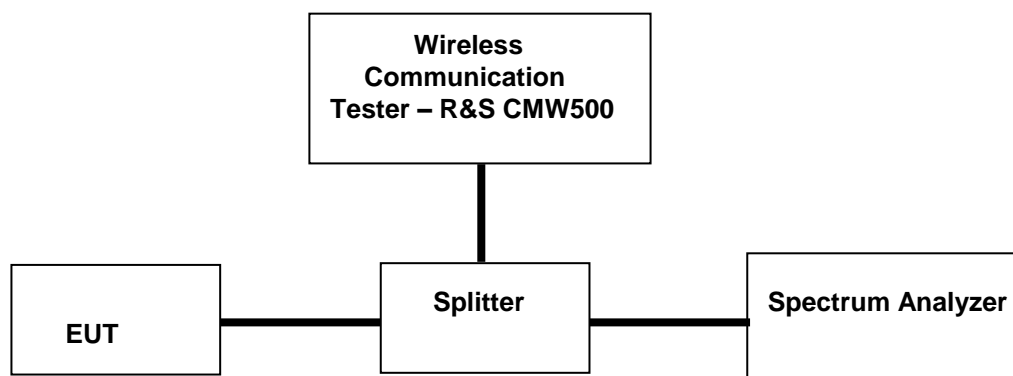 Wireless
Communication
Tester – R&S CMW500
EUT
Splitter
Spectrum Analyzer